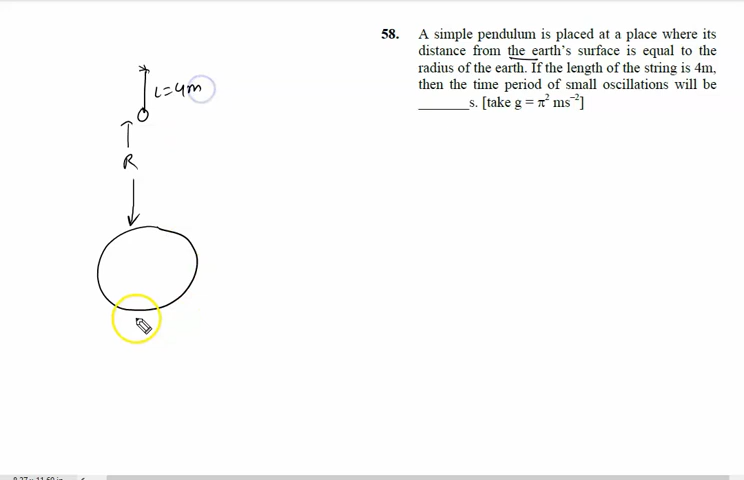 58. A simple pendulum is placed at a place where its
distance from the earth's surface is equal to the
radius of the earth. If the length of the string is 4m,
then the time period of small oscillations will be
_______s. [take g = π² ms⁻²]
L=4m
R